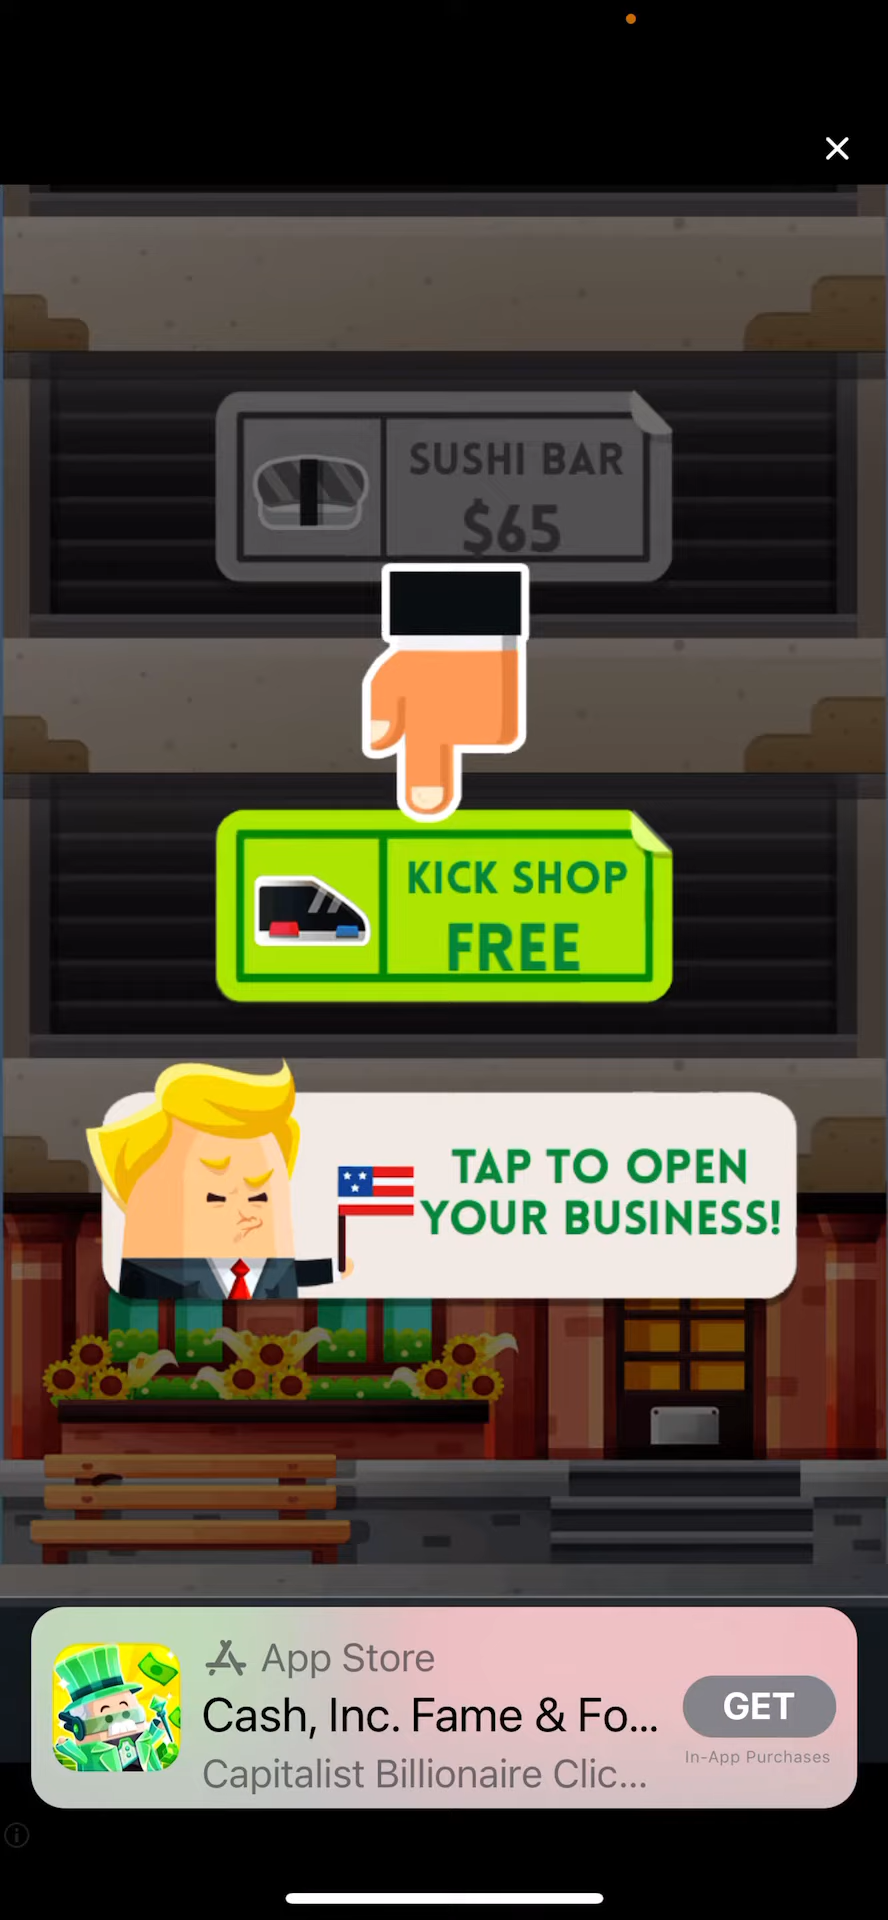 SUSHI BAR
$65
KICK SHOP
FREE
TAP TO OPEN
YOUR BUSINESS!
App Store
Cash, Inc. Fame & Fo...
GET
In-App Purchases
Capitalist Billionaire Clic...